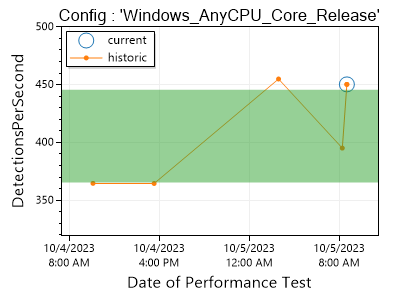 Config : 'Windows_AnyCPU_Core_Release'
current
historic
500
450
400
350
DetectionsPerSecond
10/4/2023
8:00 AM
10/4/2023
4:00 PM
10/5/2023
12:00 AM
10/5/2023
8:00 AM
Date of Performance Test